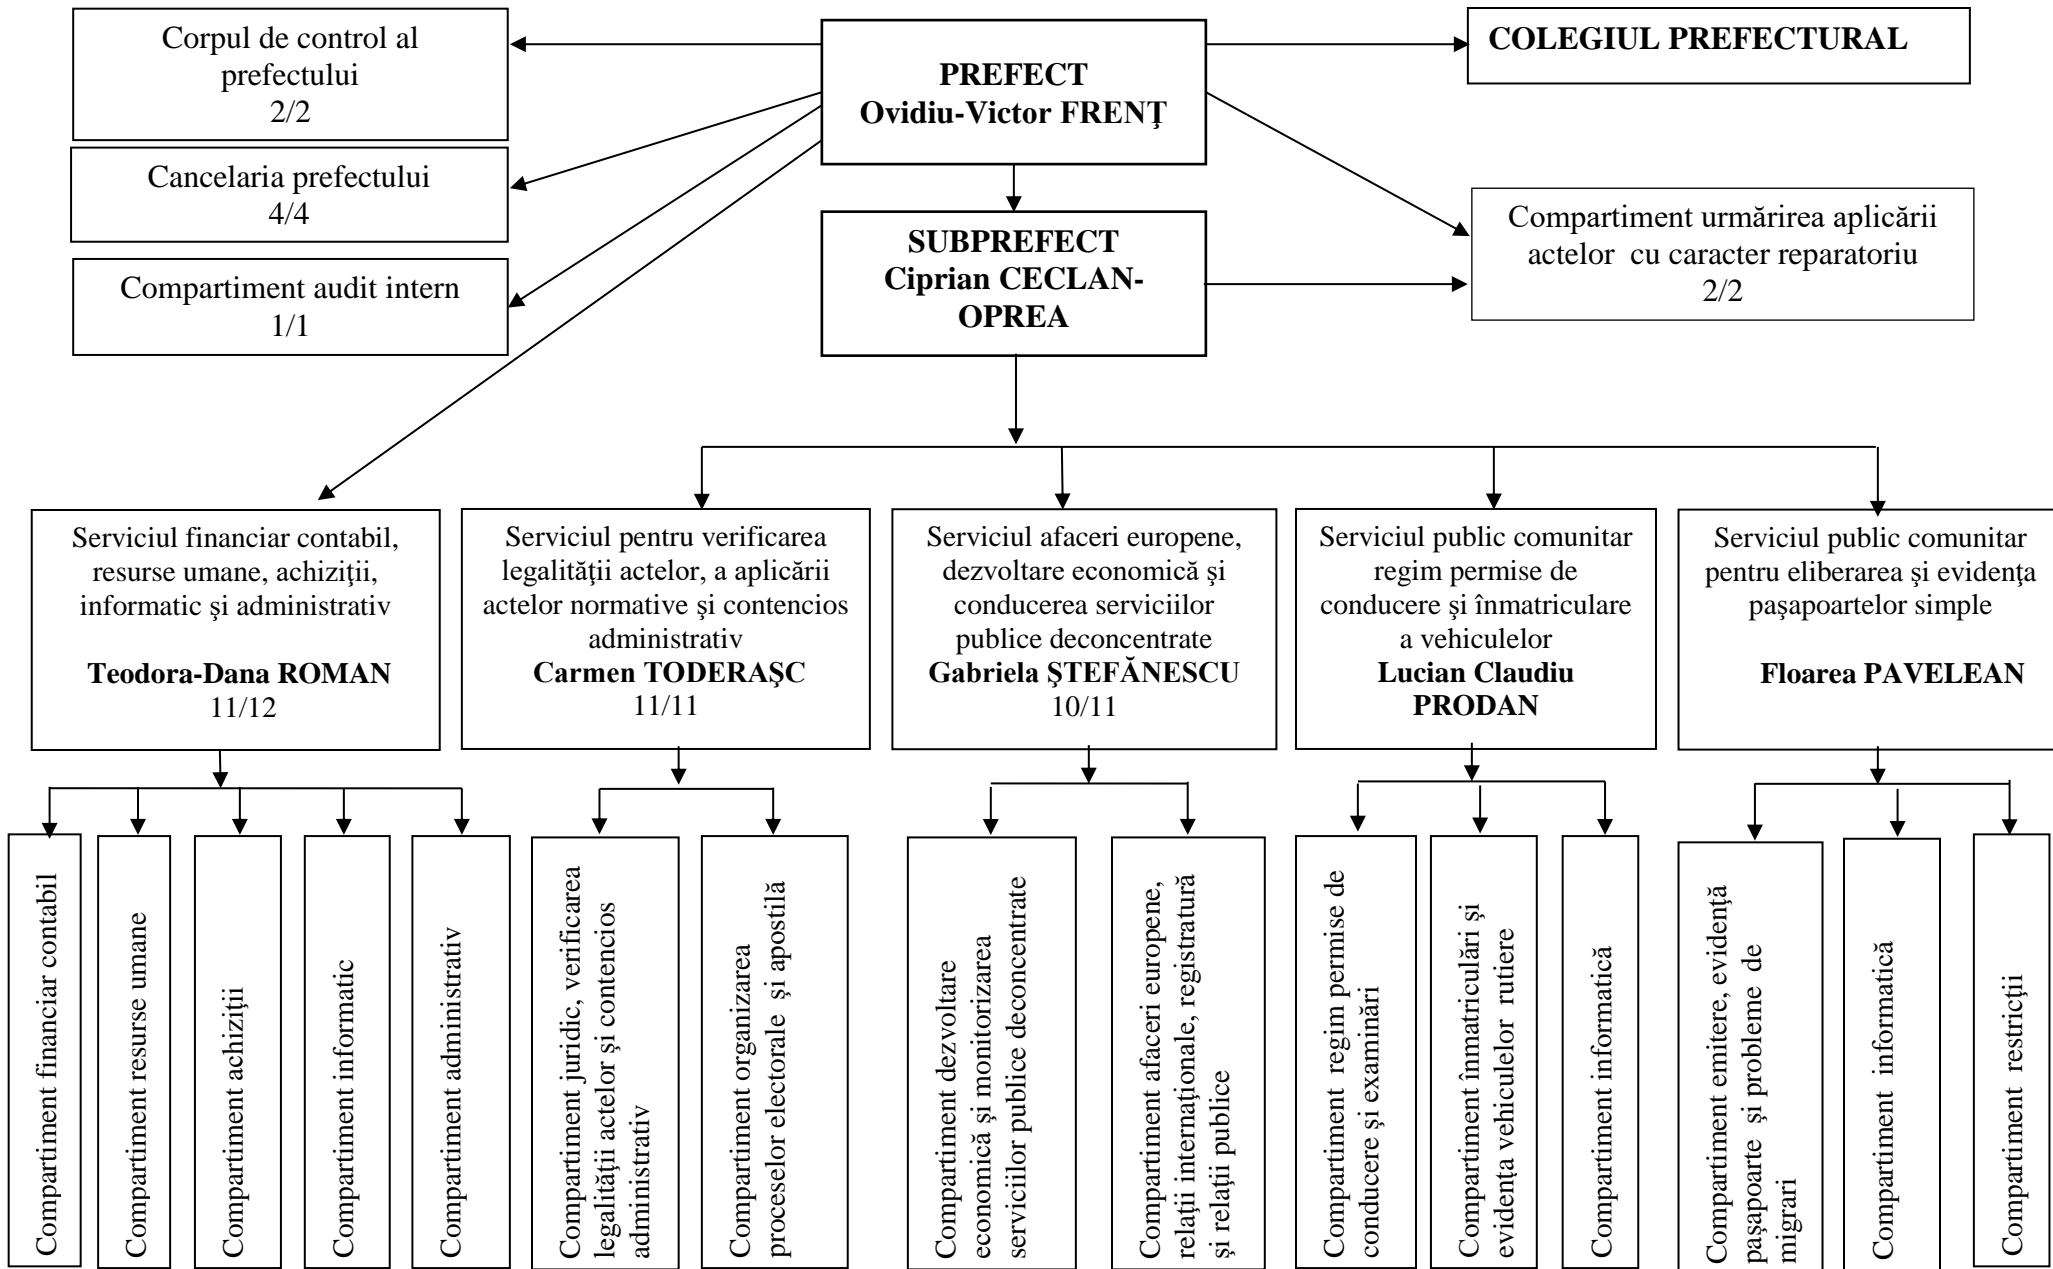 Corpul de control al
prefectului
2/2
PREFECT
Ovidiu-Victor FRENŢ
COLEGIUL PREFECTURAL
Cancelaria prefectului
4/4
Compartiment audit intern
1/1
SUBPREFECT
Ciprian CECLAN-
OPREA
Compartiment urmărirea aplicării
actelor cu caracter reparatoriu
2/2
Serviciul financiar contabil,
resurse umane, achiziţii,
informatic şi administrativ
Teodora-Dana ROMAN
11/12
Serviciul pentru verificarea
legalităţii actelor, a aplicării
actelor normative şi contencios
administrativ
Carmen TODERAŞC
11/11
Serviciul afaceri europene,
dezvoltare economică şi
conducerea serviciilor
publice deconcentrate
Gabriela ŞTEFĂNESCU
10/11
Serviciul public comunitar
regim permise de
conducere şi înmatriculare
a vehiculelor
Lucian Claudiu
PRODAN
Serviciul public comunitar
pentru eliberarea şi evidenţa
paşapoartelor simple
Floarea PAVELEAN
Compartiment financiar contabil
Compartiment resurse umane
Compartiment achiziţii
Compartiment informatic
Compartiment administrativ
Compartiment juridic, verificarea
legalităţii actelor şi contencios
administrativ
Compartiment organizarea
proceselor electorale şi apostilă
Compartiment dezvoltare
economică şi monitorizarea
serviciilor publice deconcentrate
Compartiment afaceri europene,
relaţii internaţionale, registratură
şi relaţii publice
Compartiment regim permise de
conducere şi examinări
Compartiment înmatriculări şi
evidenţa vehiculelor rutiere
Compartiment informatică
Compartiment emitere, evidenţă
paşapoarte şi probleme de
migrari
Compartiment informatică
Compartiment restricţii